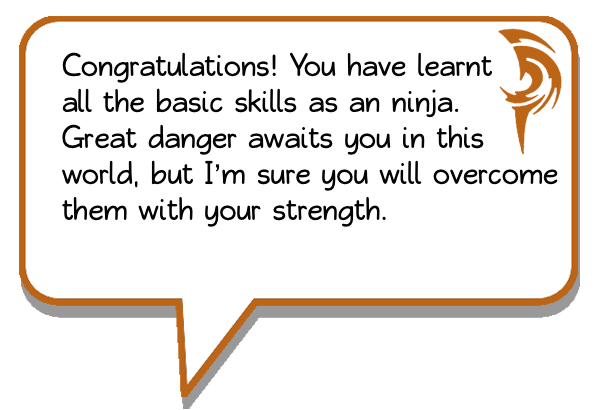 Congratulations! You have learnt
all the basic skills as an ninja.
Great danger awaits you in this
world, but I'm sure you will overcome
them with your strength.